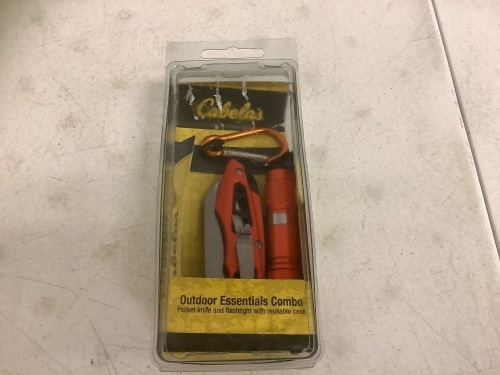 Cabela's
Outdoor Essentials Combo
Pocket knife and flashlight with reusable case